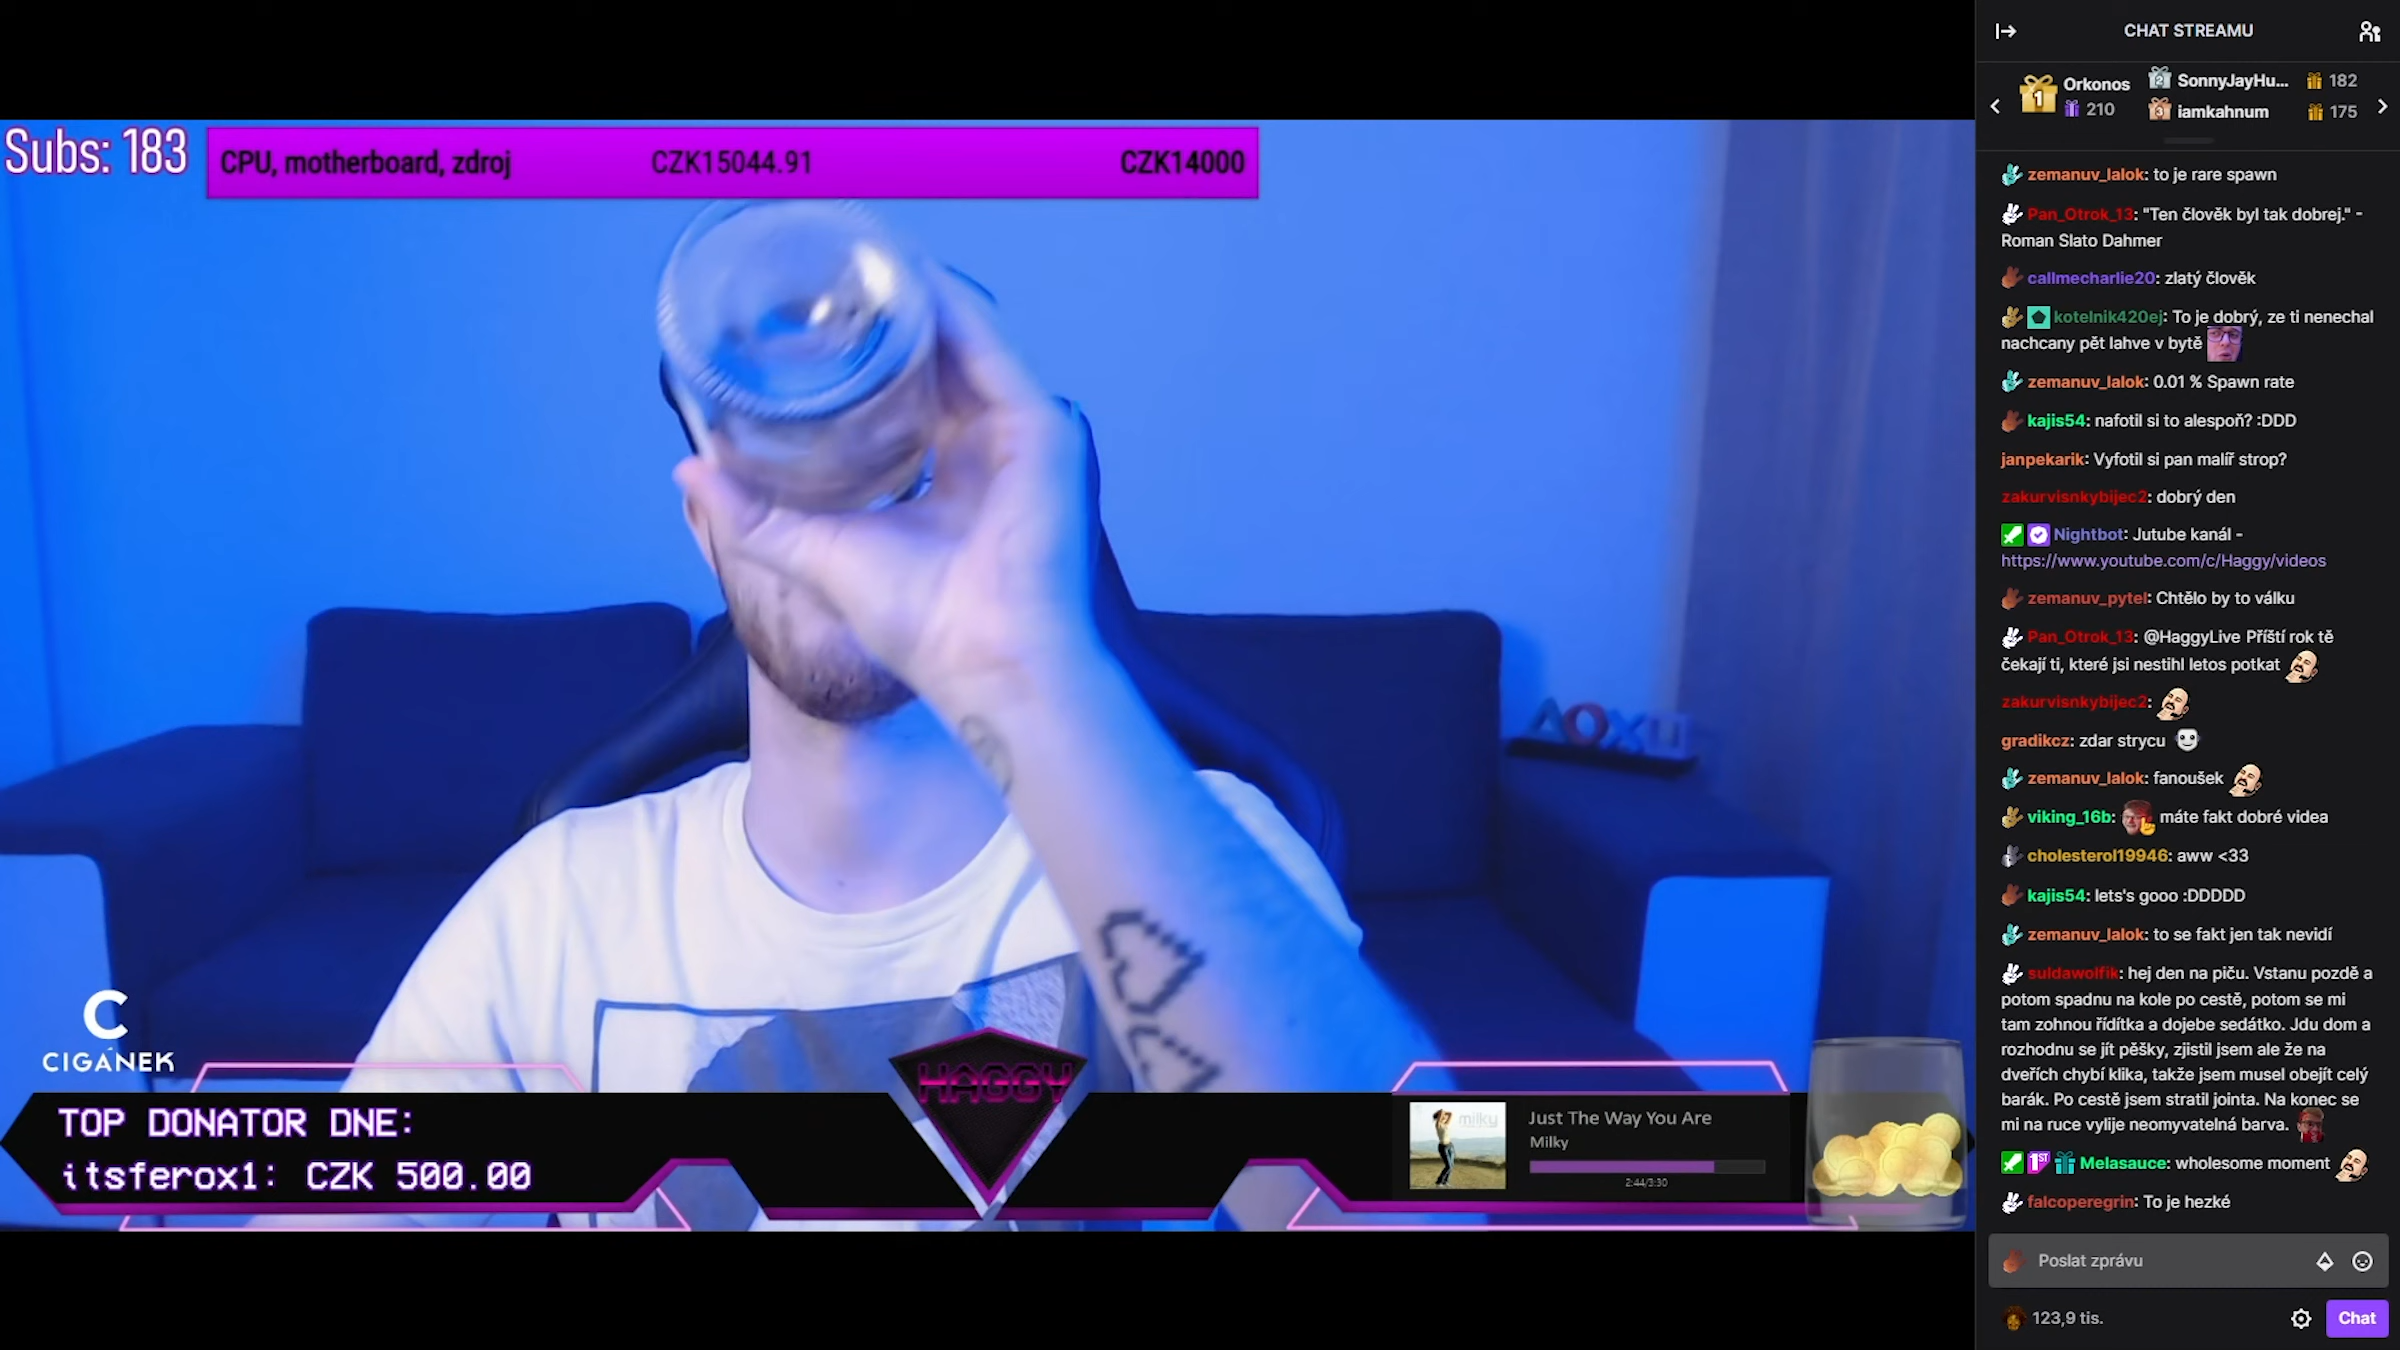 Subs: 183
CPU, motherboard, zdroj CZK15044.91 CZK14000
C
CIGÁNEK
TOP DONATOR DNE:
itsferox1: CZK 500.00
HAGGY
milky
Just The Way You Are
Milky
2:44/3:30
CHAT STREAMU
1 Orkonos 210
2 SonnyJayHu... 182
3 iamkahnum 175
zemanuv_lalok: to je rare spawn
Pan_Otrok_13: "Ten člověk byl tak dobrej." -
Roman Slato Dahmer
callmecharlie20: zlatý člověk
kotelnik420ej: To je dobrý, ze ti nenechal
nachcany pět lahve v bytě
zemanuv_lalok: 0.01 % Spawn rate
kajis54: nafotil si to alespoň? :DDD
janpekarik: Vyfotil si pan malíř strop?
zakurvisnkybijec2: dobrý den
Nightbot: Jutube kanál -
https://www.youtube.com/c/Haggy/videos
zemanuv_pytel: Chtělo by to válku
Pan_Otrok_13: @HaggyLive Příští rok tě
čekají ti, které jsi nestihl letos potkat
zakurvisnkybijec2:
gradikcz: zdar strycu
zemanuv_lalok: fanoušek
viking_16b: máte fakt dobré videa
cholesterol19946: aww <33
kajis54: lets's gooo :DDDDD
zemanuv_lalok: to se fakt jen tak nevidí
suldawolfik: hej den na piču. Vstanu pozdě a
potom spadnu na kole po cestě, potom se mi
tam zohnou řídítka a dojebe sedátko. Jdu dom a
rozhodnu se jít pěšky, zjistil jsem ale že na
dveřích chybí klika, takže jsem musel obejít celý
barák. Po cestě jsem stratil jointa. Na konec se
mi na ruce vylije neomyvatelná barva.
1ST Melasauce: wholesome moment
falcoperegrin: To je hezké
Poslat zprávu
123,9 tis.
Chat